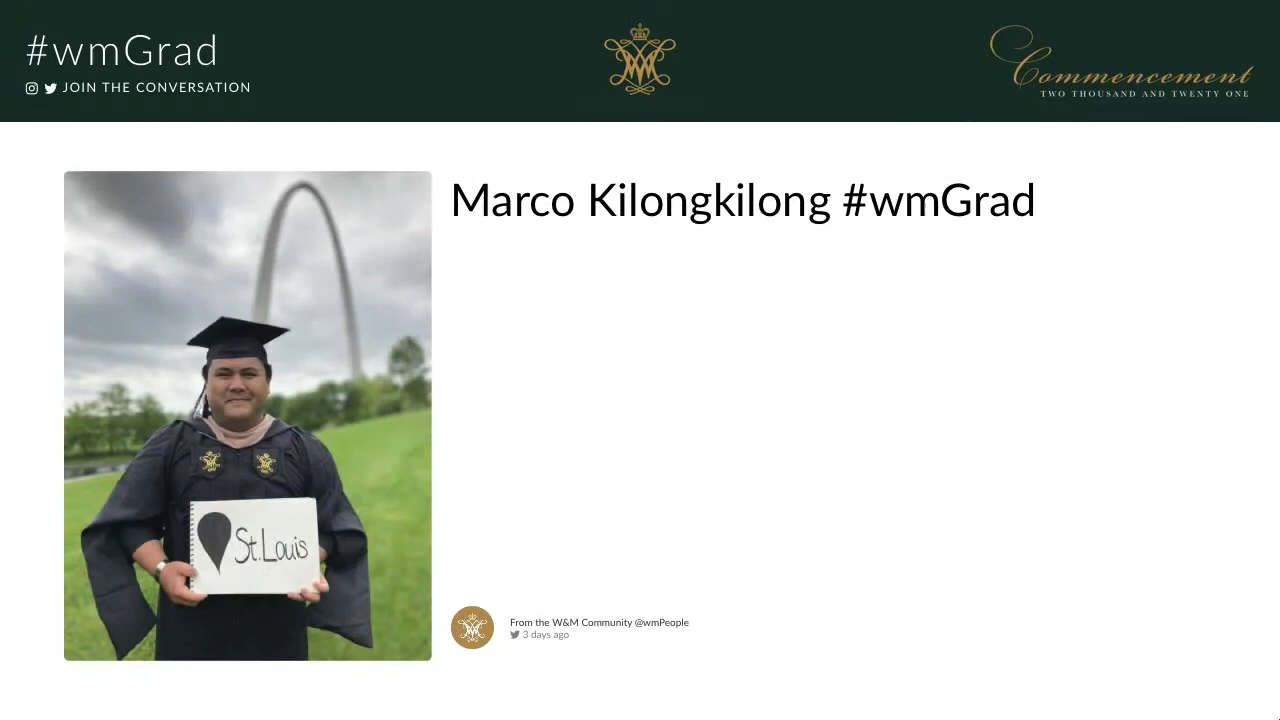 #wmGrad
JOIN THE CONVERSATION
Commencement
TWO THOUSAND AND TWENTY ONE
Marco Kilongkilong #wmGrad
St. Louis
From the W&M Community @wmPeople
3 days ago